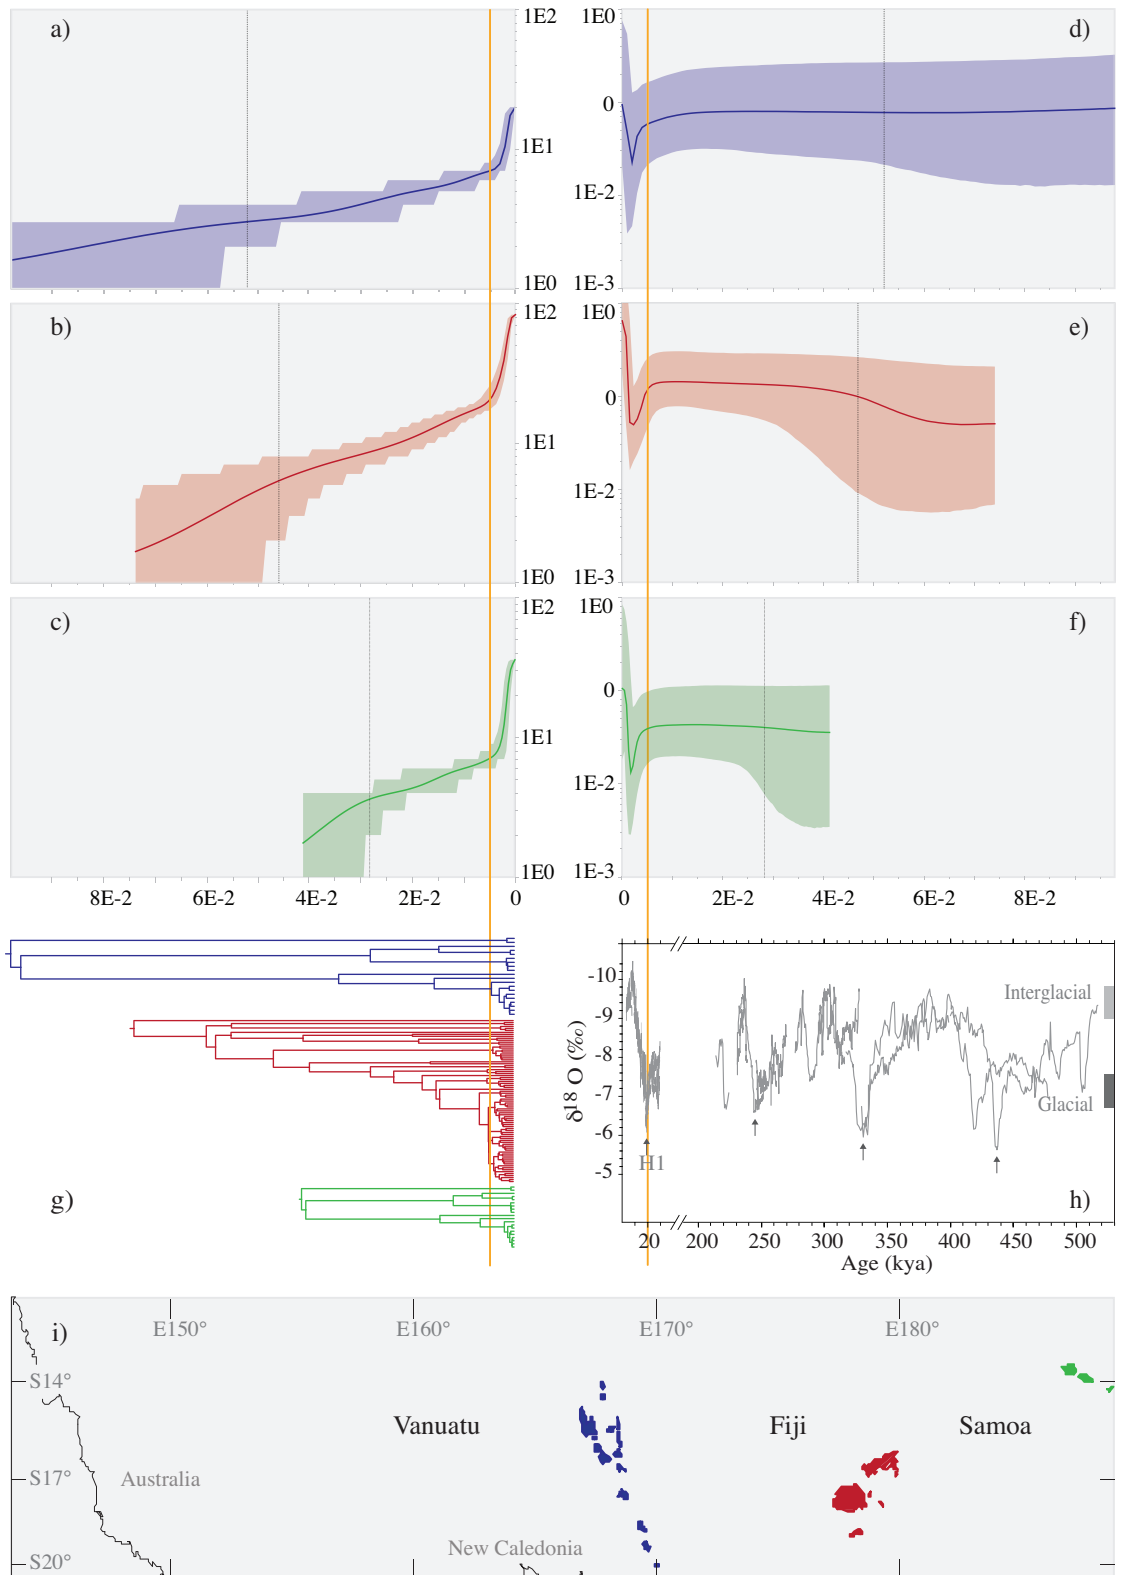 a)
1E2
1E1
1E0
1E0
0
1E-2
1E-3
d)
b)
1E2
1E1
1E0
1E0
0
1E-2
1E-3
e)
c)
1E2
1E1
1E0
1E0
0
1E-2
1E-3
f)
8E-2 6E-2 4E-2 2E-2 0
0 2E-2 4E-2 6E-2 8E-2
g)
δ18 O (‰)
-10
-9
-8
-7
-6
-5
Interglacial
Glacial
H1
h)
20 200 250 300 350 400 450 500
Age (kya)
i)
E150° E160° E170° E180°
S14°
Vanuatu Fiji Samoa
S17° Australia
New Caledonia
S20°